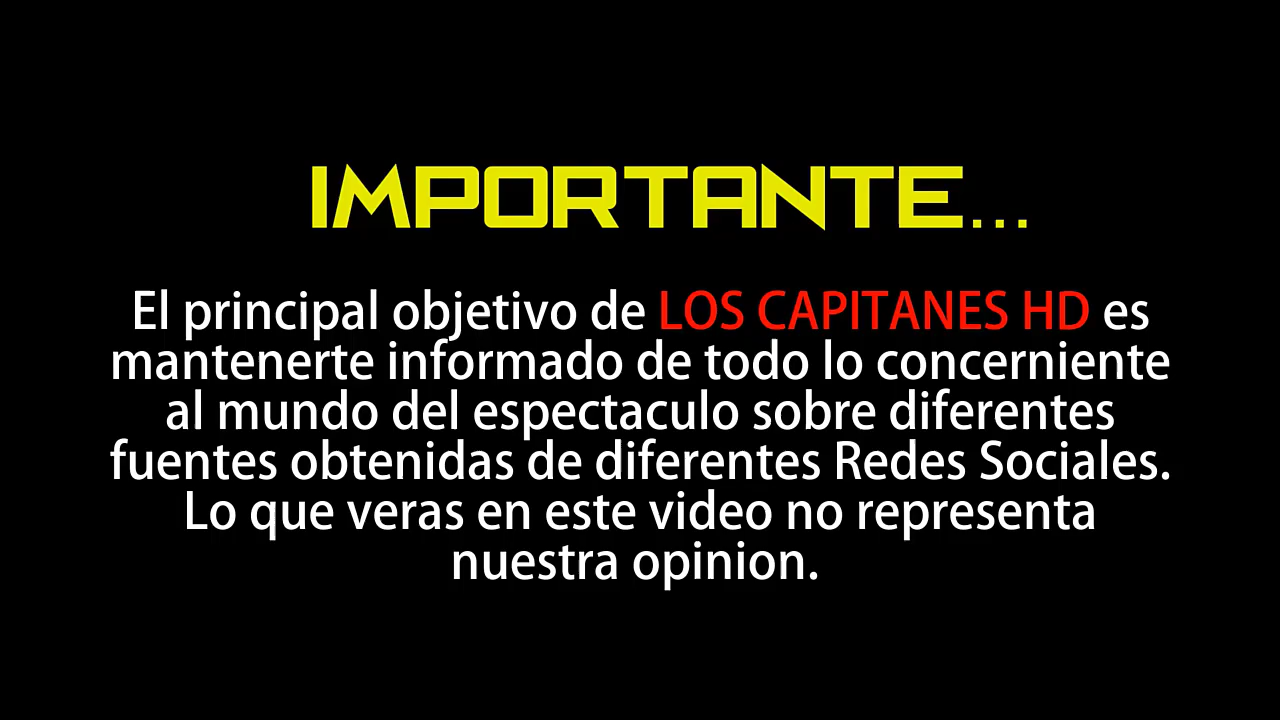 IMPORTANTE...
El principal objetivo de LOS CAPITANES HD es
mantenerte informado de todo lo concerniente
al mundo del espectaculo sobre diferentes
fuentes obtenidas de diferentes Redes Sociales.
Lo que veras en este video no representa
nuestra opinion.